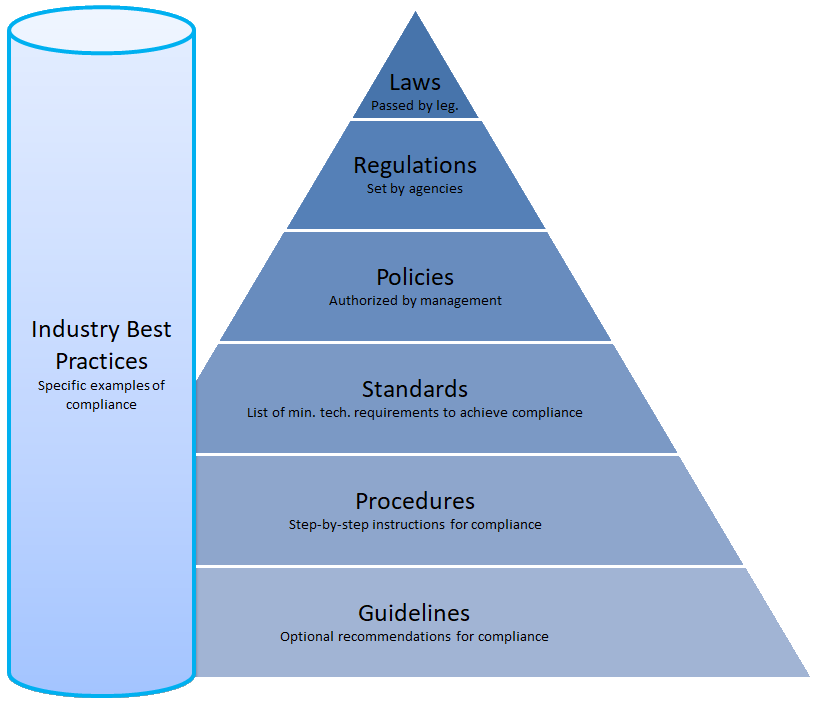 Laws
Passed by leg.
Regulations
Set by agencies
Policies
Authorized by management
Industry Best
Practices
Specific examples of
compliance
Standards
List of min. tech. requirements to achieve compliance
Procedures
Step-by-step instructions for compliance
Guidelines
Optional recommendations for compliance